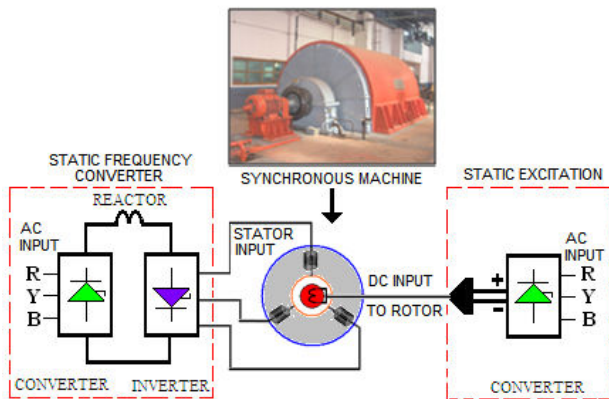 SYNCHRONOUS MACHINE
STATIC FREQUENCY
CONVERTER
REACTOR
AC
INPUT
R
Y
B
CONVERTER
INVERTER
STATOR
INPUT
DC INPUT
TO ROTOR
STATIC EXCITATION
+
-
AC
INPUT
R
Y
B
CONVERTER